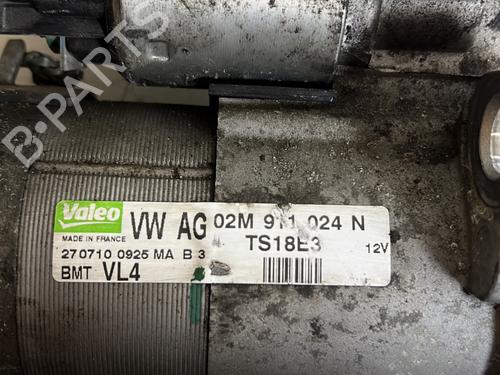 B-PARTS
Valeo VW AG 02M 911 024 N
MADE IN FRANCE TS18E3 12V
270710 0925 MA B 3
BMT VL4